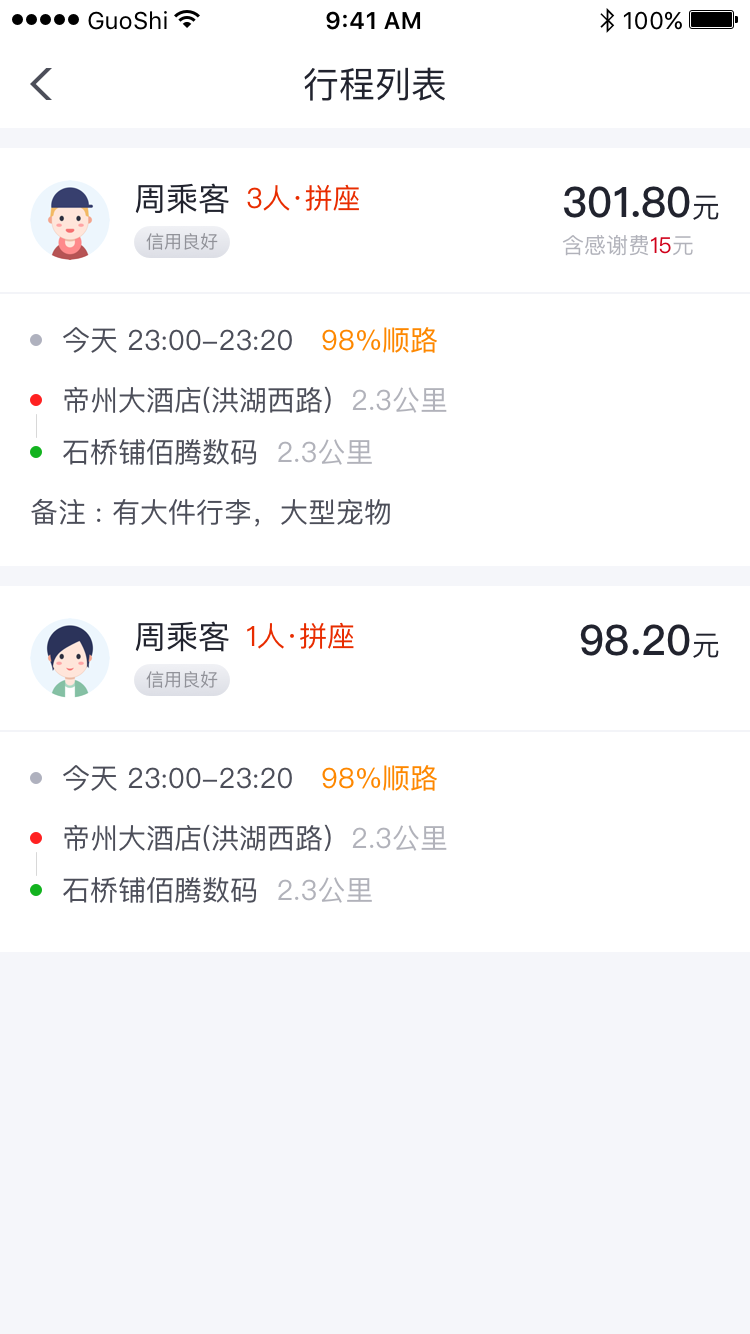 GuoShi 9:41 AM 100%
行程列表
周乘客 3人·拼座 301.80元
信用良好 含感谢费15元
今天 23:00-23:20 98%顺路
帝州大酒店(洪湖西路) 2.3公里
石桥铺佰腾数码 2.3公里
备注：有大件行李，大型宠物
周乘客 1人·拼座 98.20元
信用良好
今天 23:00-23:20 98%顺路
帝州大酒店(洪湖西路) 2.3公里
石桥铺佰腾数码 2.3公里